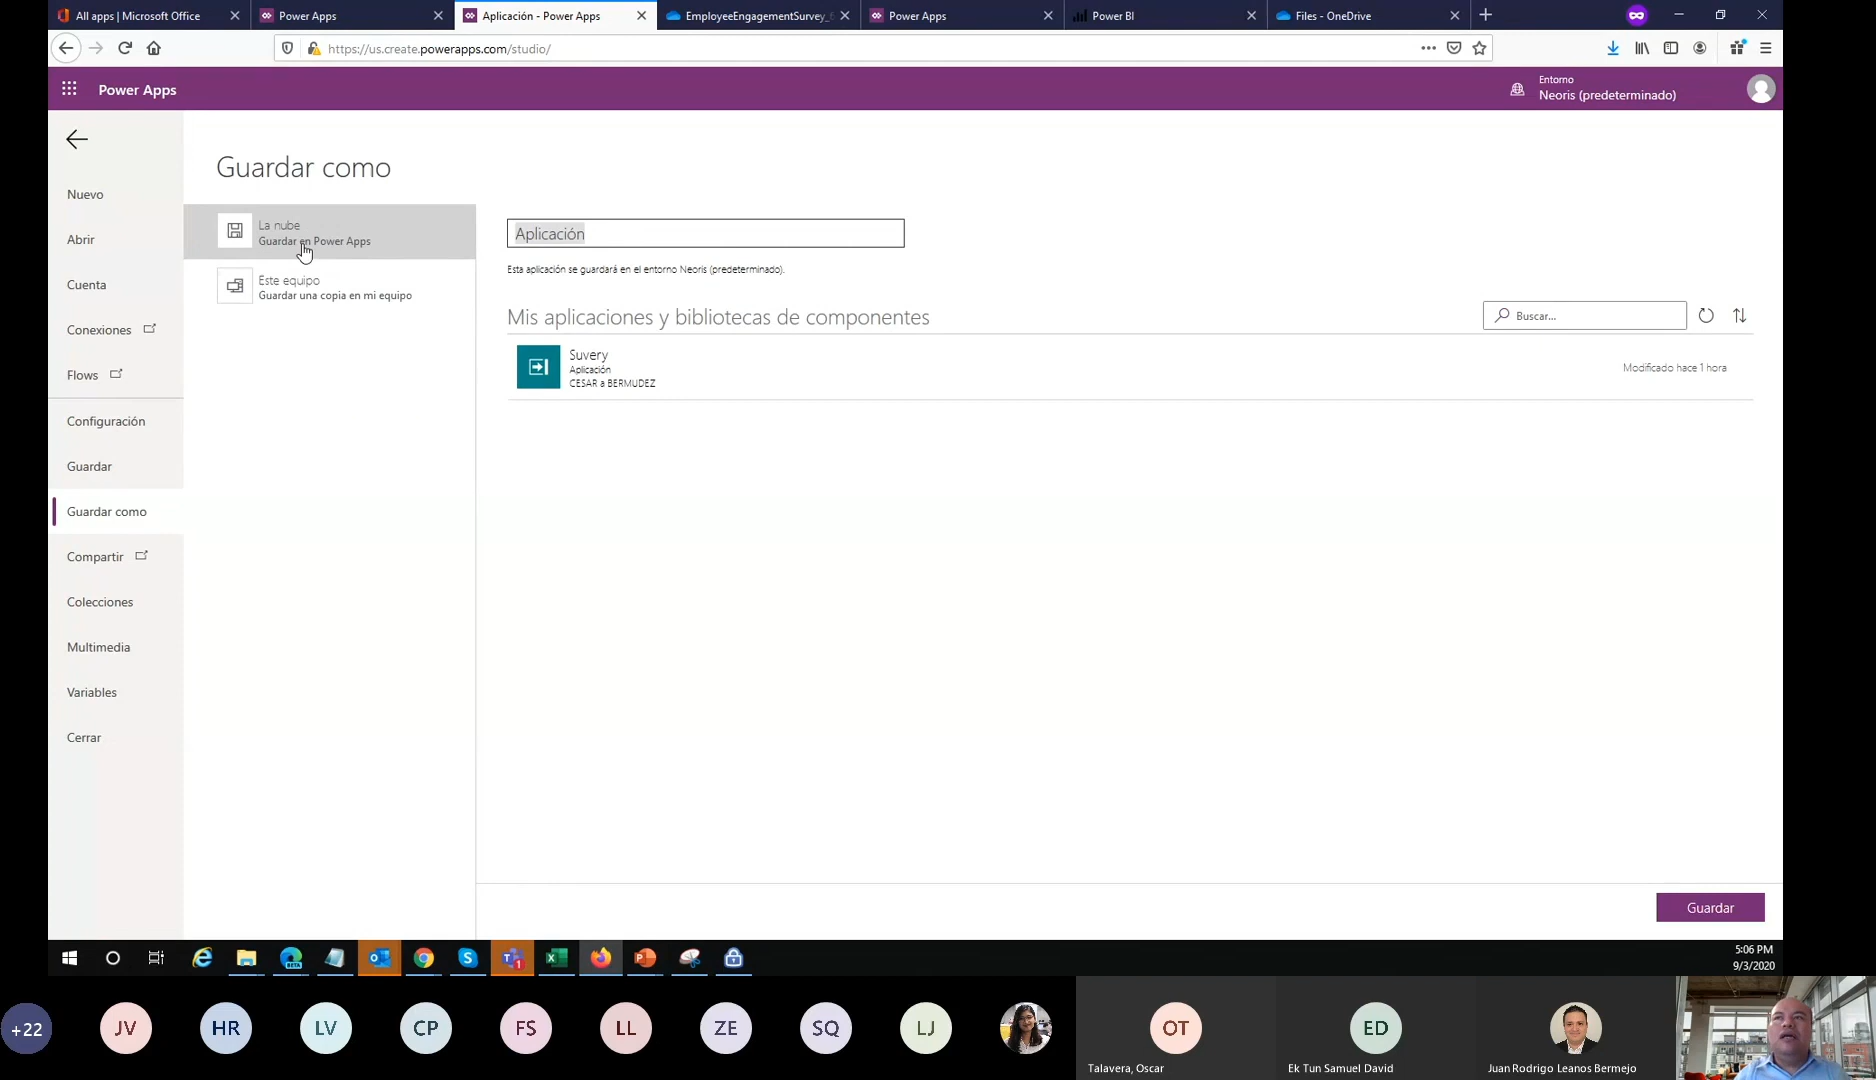 All apps | Microsoft Office
Power Apps
Aplicación - Power Apps
EmployeeEngagementSurvey_
Power Apps
Power BI
Files - OneDrive
https://us.create.powerapps.com/studio/
Power Apps
Entorno
Neoris (predeterminado)
Nuevo
Abrir
Cuenta
Conexiones
Flows
Configuración
Guardar
Guardar como
Compartir
Colecciones
Multimedia
Variables
Cerrar
Guardar como
La nube
Guardar en Power Apps
Este equipo
Guardar una copia en mi equipo
Aplicación
Esta aplicación se guardará en el entorno Neoris (predeterminado).
Mis aplicaciones y bibliotecas de componentes
Buscar...
Suvery
Aplicación
CESAR a BERMUDEZ
Modificado hace 1 hora
Guardar
5:06 PM
9/3/2020
+22
JV
HR
LV
CP
FS
LL
ZE
SQ
LJ
OT
Talavera, Oscar
ED
Ek Tun Samuel David
Juan Rodrigo Leanos Bermejo